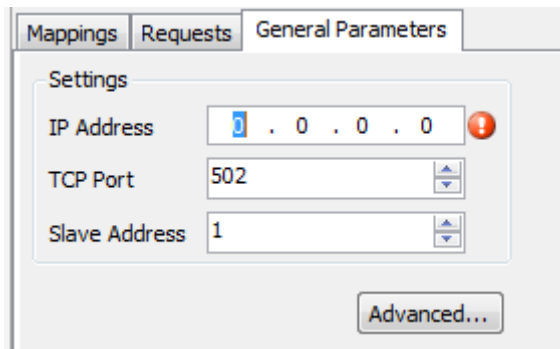 Mappings Requests General Parameters
Settings
IP Address 0 . 0 . 0 . 0 !
TCP Port 502
Slave Address 1
Advanced...